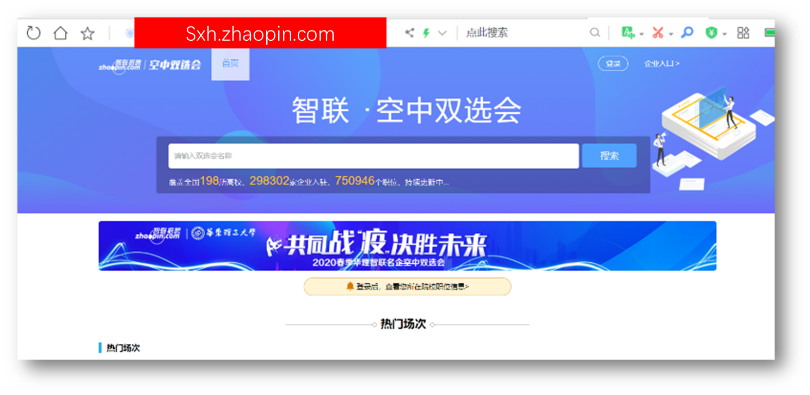 Sxh.zhaopin.com
点此搜索
智联招聘 zhaopin.com 空中双选会 首页 登录 企业入口 >
智联 · 空中双选会
请输入双选会名称 搜索
覆盖全国198所高校、298302家企业入驻、750946个职位、持续更新中...
智联招聘 zhaopin.com 华东理工大学
共同战"疫"决胜未来
2020春季华理智联名企空中双选会
登录后，查看您所在院校职位信息>
热门场次
热门场次